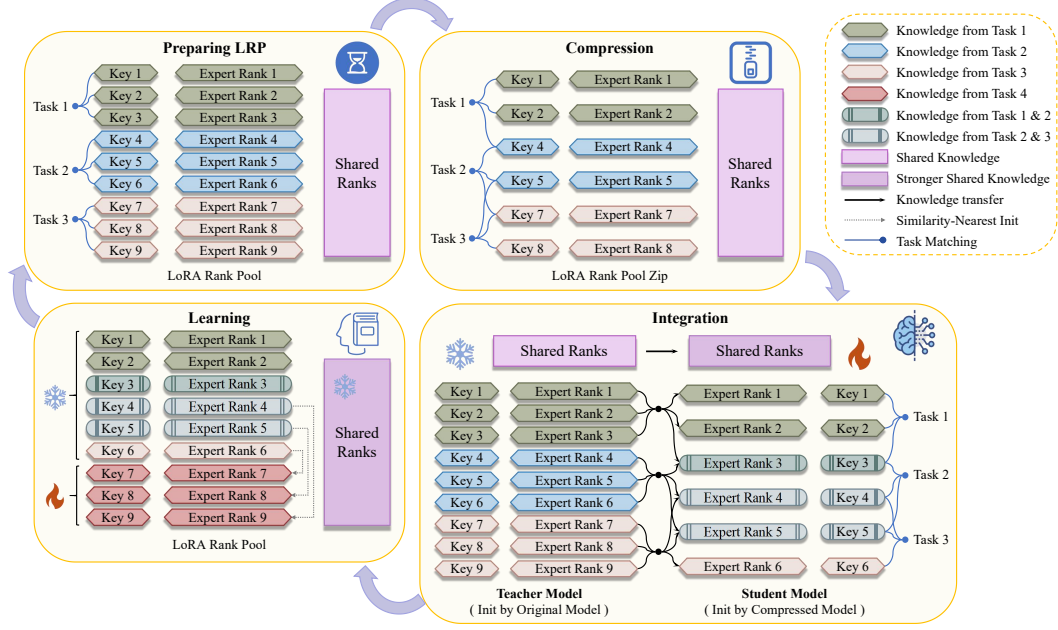 Preparing LRP
Task 1
Task 2
Task 3
Key 1 Expert Rank 1
Key 2 Expert Rank 2
Key 3 Expert Rank 3
Key 4 Expert Rank 4
Key 5 Expert Rank 5
Key 6 Expert Rank 6
Key 7 Expert Rank 7
Key 8 Expert Rank 8
Key 9 Expert Rank 9
Shared
Ranks
LoRA Rank Pool
Compression
Task 1
Task 2
Task 3
Key 1 Expert Rank 1
Key 2 Expert Rank 2
Key 4 Expert Rank 4
Key 5 Expert Rank 5
Key 7 Expert Rank 7
Key 8 Expert Rank 8
Shared
Ranks
LoRA Rank Pool Zip
Knowledge from Task 1
Knowledge from Task 2
Knowledge from Task 3
Knowledge from Task 4
Knowledge from Task 1 & 2
Knowledge from Task 2 & 3
Shared Knowledge
Stronger Shared Knowledge
Knowledge transfer
Similarity-Nearest Init
Task Matching
Learning
Key 1 Expert Rank 1
Key 2 Expert Rank 2
Key 3 Expert Rank 3
Key 4 Expert Rank 4
Key 5 Expert Rank 5
Key 6 Expert Rank 6
Key 7 Expert Rank 7
Key 8 Expert Rank 8
Key 9 Expert Rank 9
Shared
Ranks
LoRA Rank Pool
Integration
Shared Ranks
Shared Ranks
Key 1 Expert Rank 1
Key 2 Expert Rank 2
Key 3 Expert Rank 3
Key 4 Expert Rank 4
Key 5 Expert Rank 5
Key 6 Expert Rank 6
Key 7 Expert Rank 7
Key 8 Expert Rank 8
Key 9 Expert Rank 9
Teacher Model
( Init by Original Model )
Expert Rank 1 Key 1
Expert Rank 2 Key 2
Expert Rank 3 Key 3
Expert Rank 4 Key 4
Expert Rank 5 Key 5
Expert Rank 6 Key 6
Task 1
Task 2
Task 3
Student Model
( Init by Compressed Model )